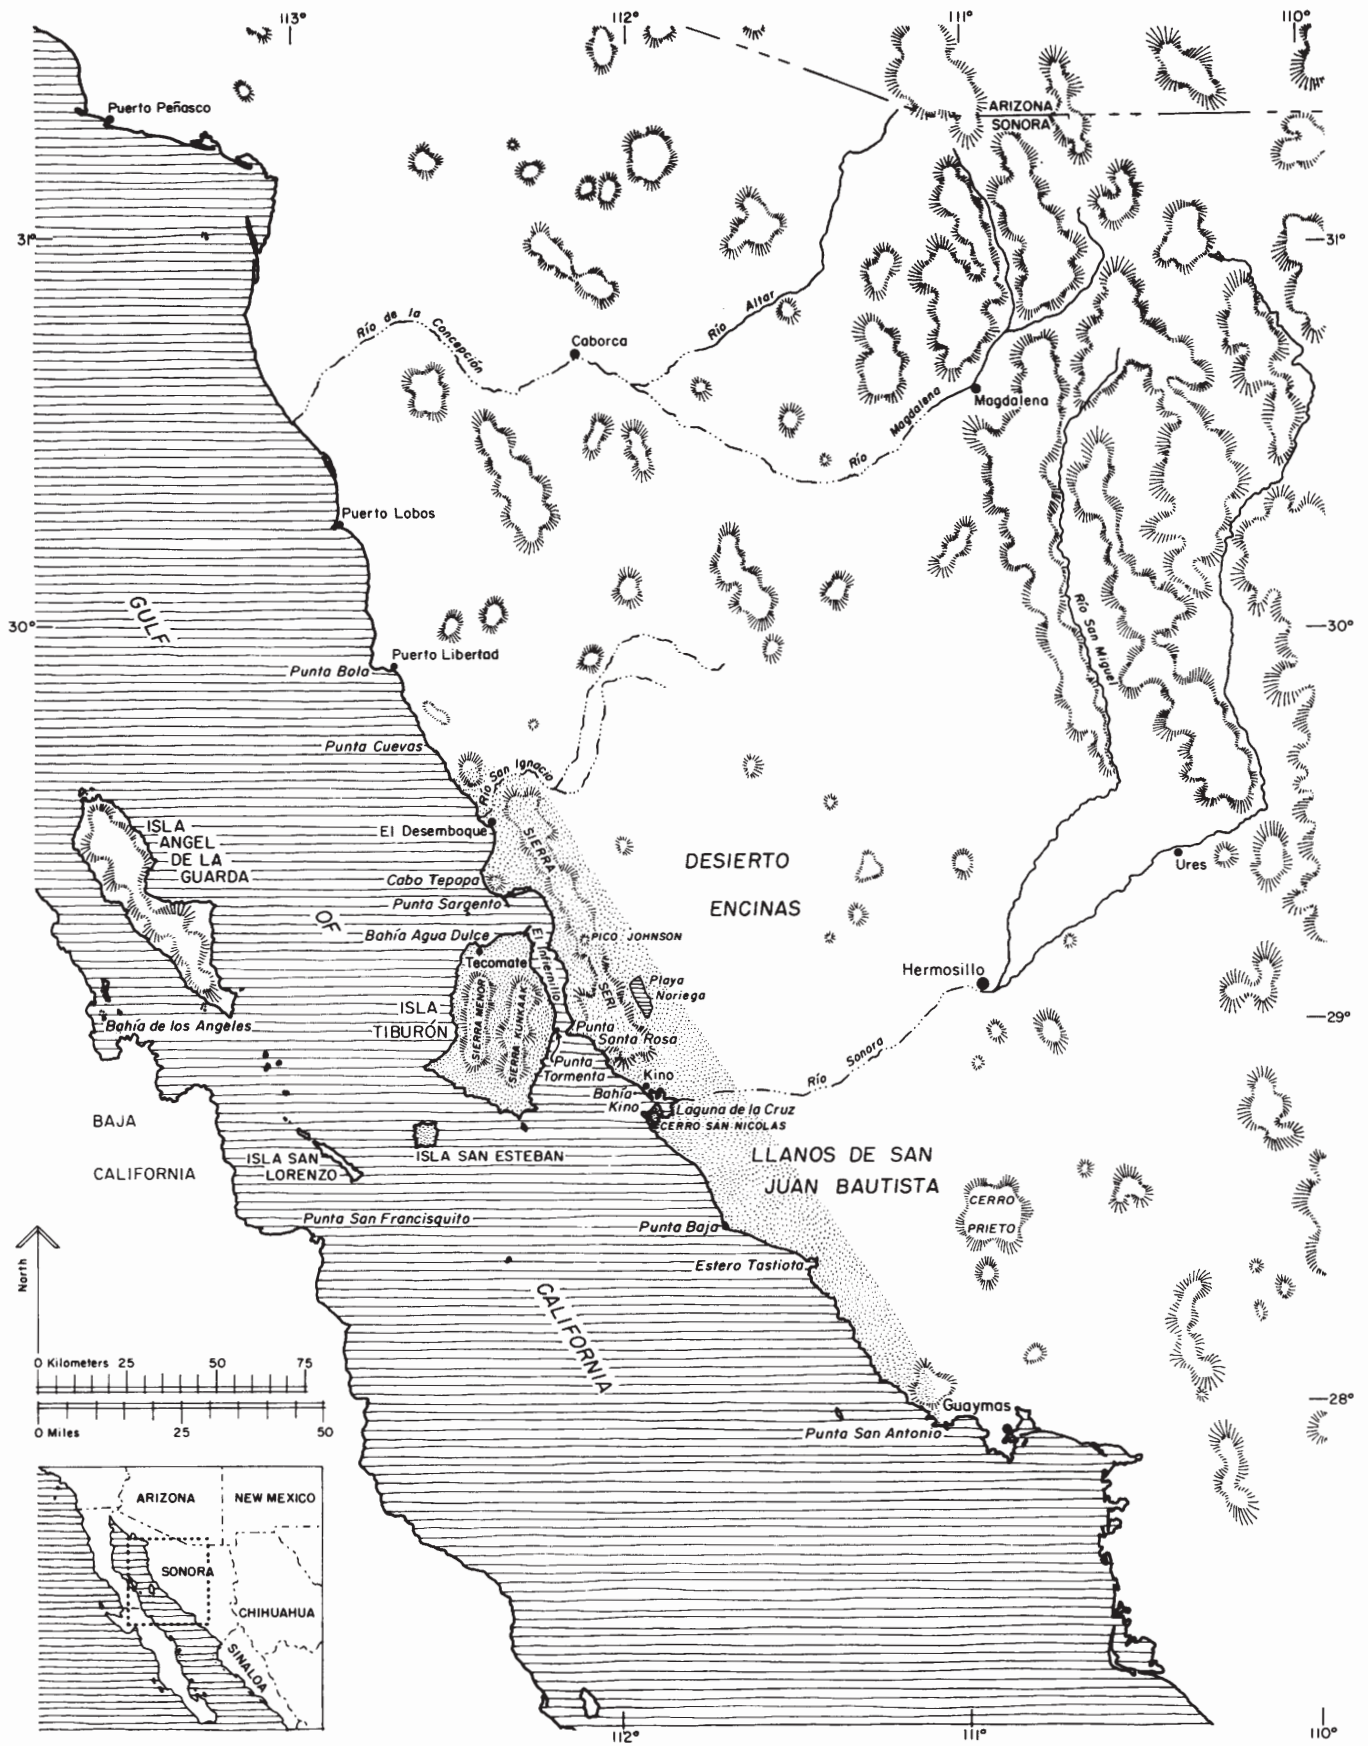 113°
112°
111°
110°
Puerto Peñasco
ARIZONA
SONORA
31°
31°
Río de la Concepción
Río Altar
Caborca
Río Magdalena
Magdalena
Puerto Lobos
GULF
30°
30°
Río San Miguel
Puerto Libertad
Punta Bola
Punta Cuevas
Río San Ignacio
ISLA
ANGEL
DE LA
GUARDA
El Desemboque
SIERRA
DESIERTO
ENCINAS
Ures
Cabo Tepopa
Punta Sargento
OF
Bahía Agua Dulce
El Infiernillo
PICO JOHNSON
Tecomate
Hermosillo
SERI
Playa
Noriega
ISLA
TIBURÓN
SIERRA MENOR
SIERRA KUNKAAK
Bahía de los Angeles
29°
Punta
Santa Rosa
Río Sonora
Punta
Tormenta
Kino
Bahía
Kino
Laguna de la Cruz
CERRO SAN NICOLAS
BAJA
CALIFORNIA
ISLA SAN
LORENZO
ISLA SAN ESTEBAN
LLANOS DE SAN
JUAN BAUTISTA
CERRO
PRIETO
Punta San Francisquito
Punta Baja
North
Estero Tastiota
CALIFORNIA
0 Kilometers 25 50 75
0 Miles 25 50
28°
Guaymas
Punta San Antonio
ARIZONA
NEW MEXICO
SONORA
CHIHUAHUA
SINALOA
112°
111°
110°